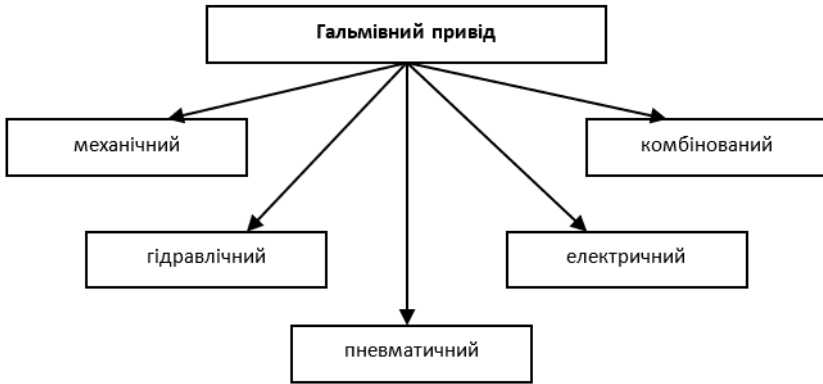 Гальмівний привід
механічний
комбінований
гідравлічний
електричний
пневматичний